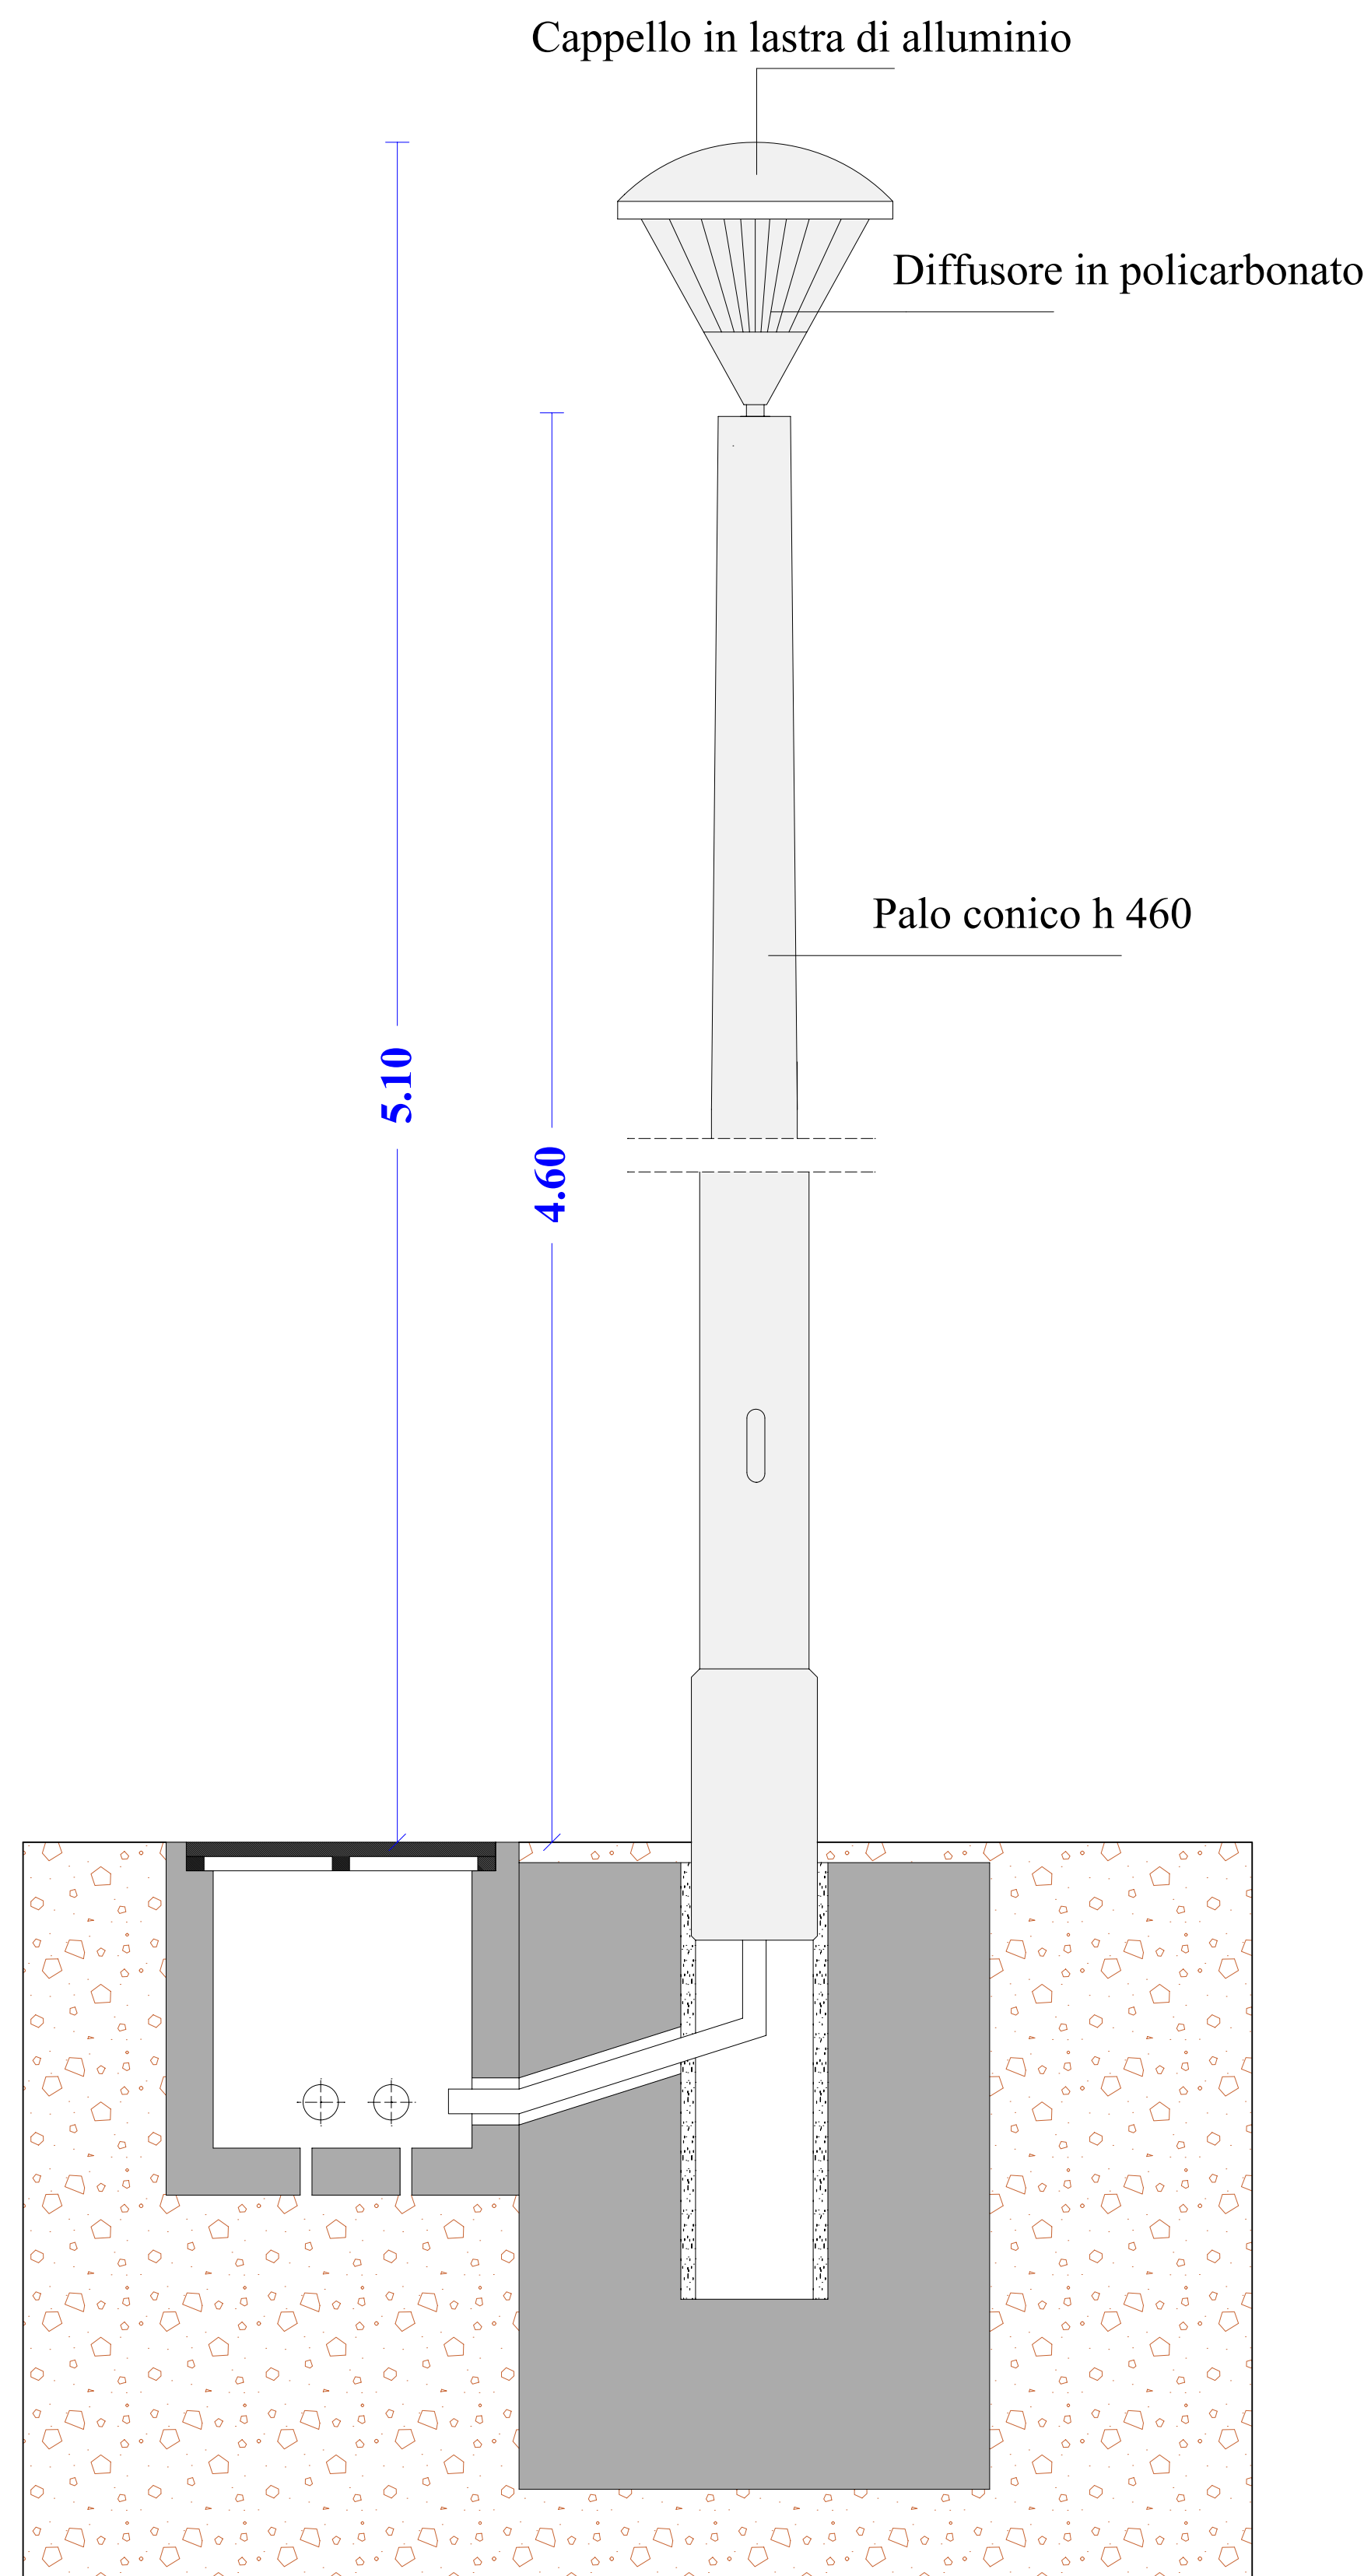 Cappello in lastra di alluminio
Diffusore in policarbonato
Palo conico h 460
5.10
4.60